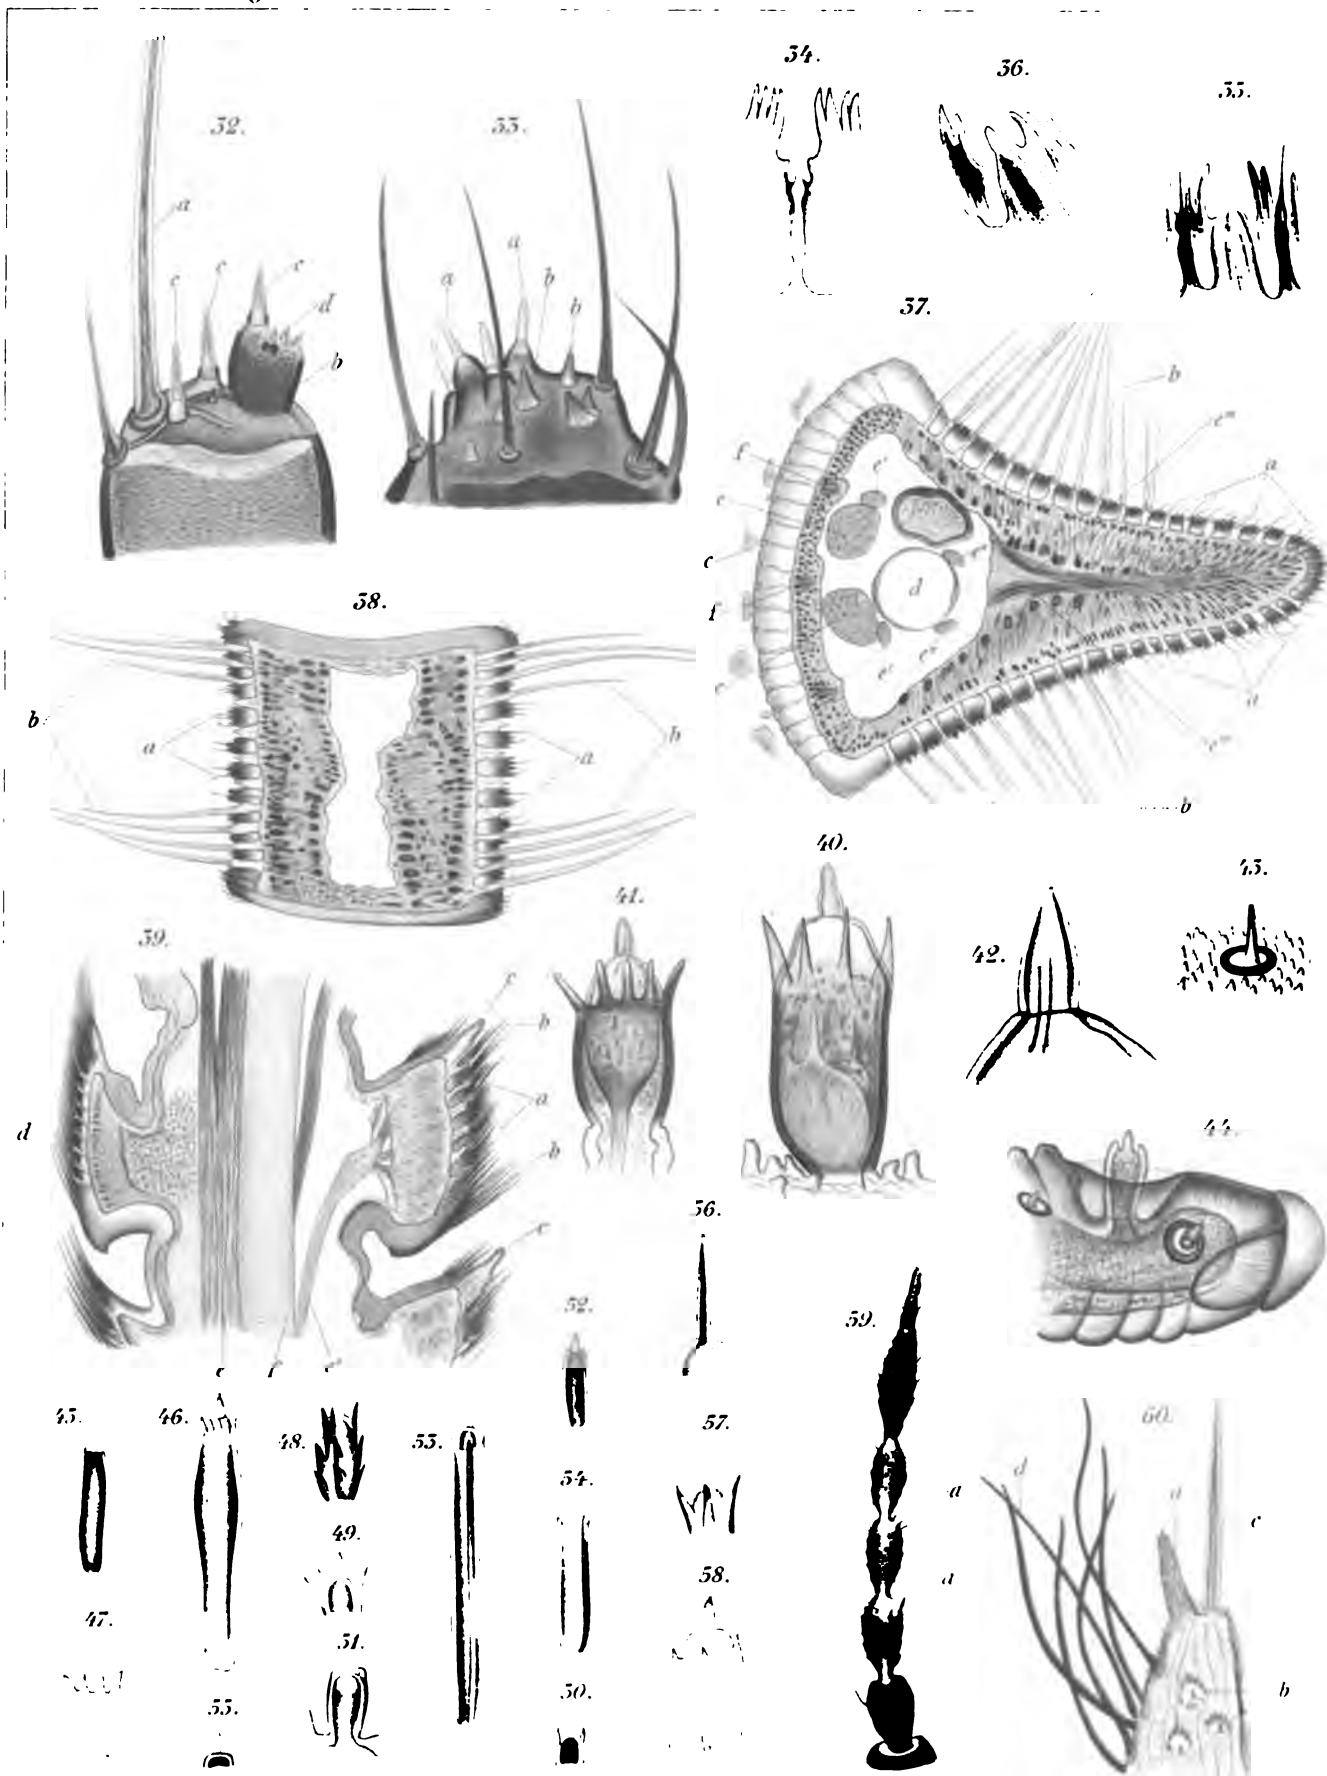 34.
36.
35.
32.
33.
a
c
c
c
d
b
a
a
b
b
37.
b
e'''
a
f
e'
e
c
d
e''
f
e'
e''
c
a
e'''
b
38.
b
a
a
b
40.
41.
43.
42.
39.
c
b
a
b
d
44.
c
56.
52.
59.
e
f
e'
45.
46.
48.
53.
57.
60.
d
a
54.
a
c
49.
58.
a
47.
51.
55.
50.
b